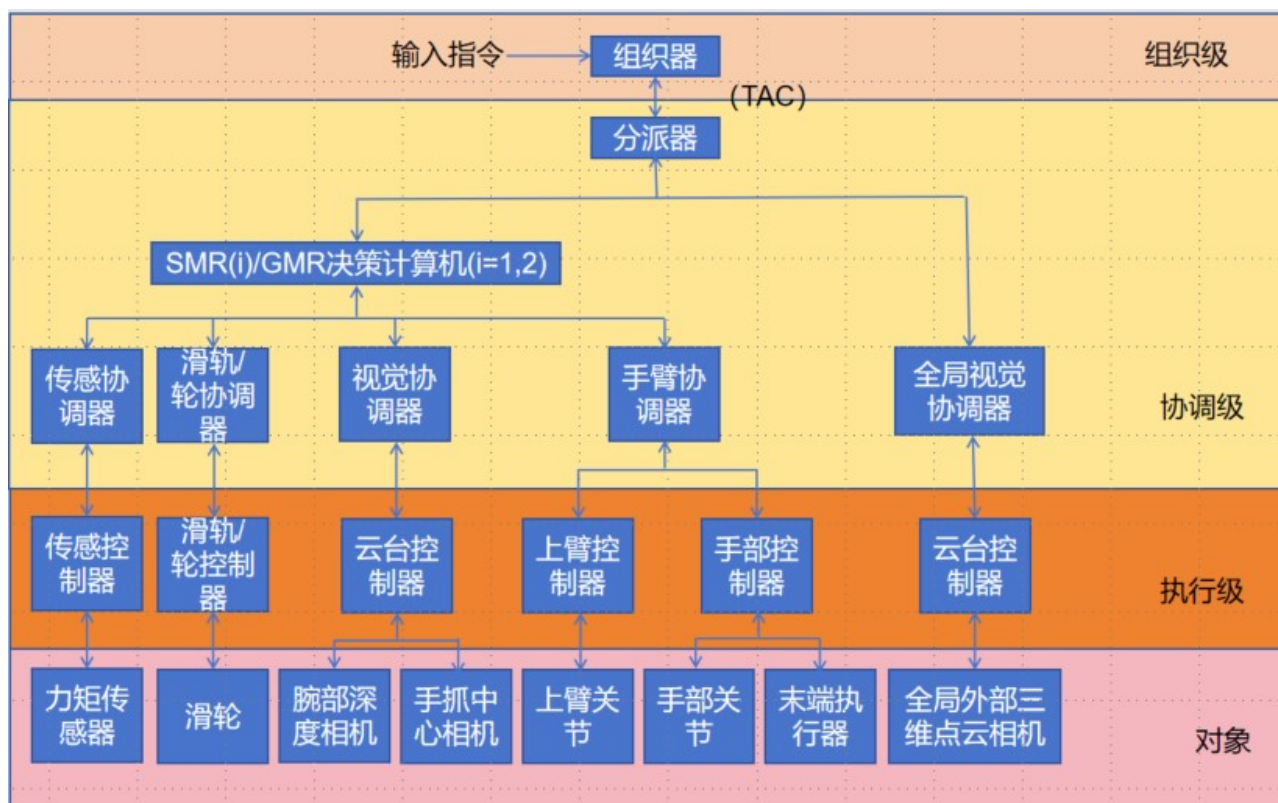 输入指令
组织器
组织级
(TAC)
分派器
SMR(i)/GMR决策计算机(i=1,2)
传感协
调器
滑轨/
轮协调
器
视觉协
调器
手臂协
调器
全局视觉
协调器
协调级
传感控
制器
滑轨/
轮控制
器
云台控
制器
上臂控
制器
手部控
制器
云台控
制器
执行级
力矩传
感器
滑轮
腕部深
度相机
手抓中
心相机
上臂关
节
手部关
节
末端执
行器
全局外部三
维点云相机
对象